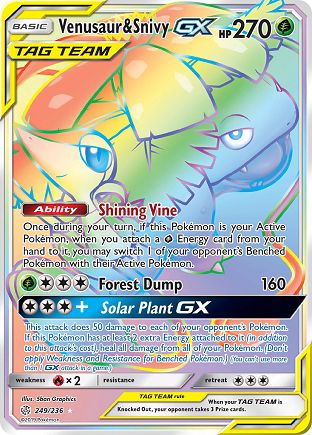 BASIC Venusaur&Snivy GX HP270
TAG TEAM
Ability Shining Vine
Once during your turn, if this Pokémon is your Active
Pokémon, when you attach a Energy card from your
hand to it, you may switch 1 of your opponent's Benched
Pokémon with their Active Pokémon.
Forest Dump 160
+ Solar Plant GX
This attack does 50 damage to each of your opponent's Pokémon.
If this Pokémon has at least 2 extra Energy attached to it (in
addition to this attack's cost), heal all damage from all of your Pokémon. (Don't
apply Weakness and Resistance for Benched Pokémon.) (You can't use more
than 1 GX attack in a game.)
weakness ×2 resistance retreat
Illus. 5ban Graphics
249/236
©2019 Pokémon
TAG TEAM rule
When your TAG TEAM is
Knocked Out, your opponent takes 3 Prize cards.